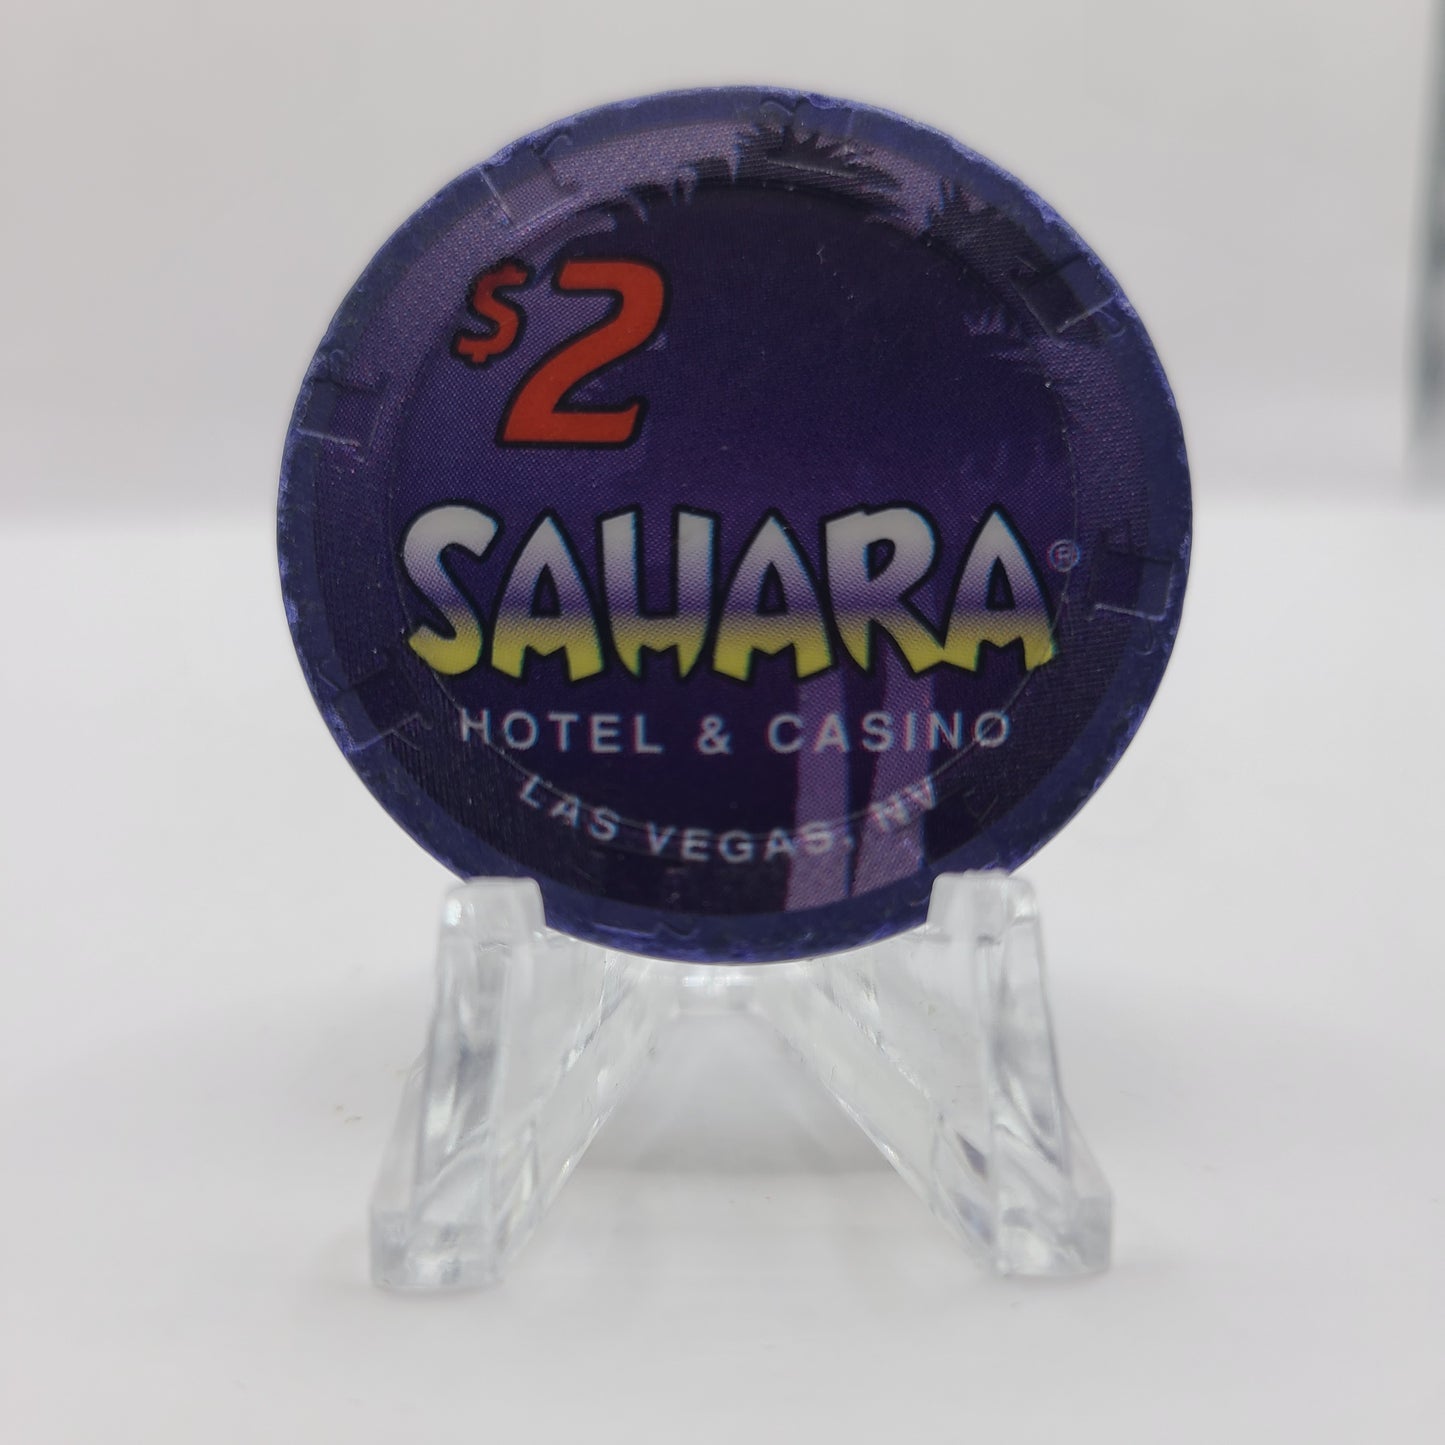 $2
SAHARA®
HOTEL & CASINO
LAS VEGAS, NV